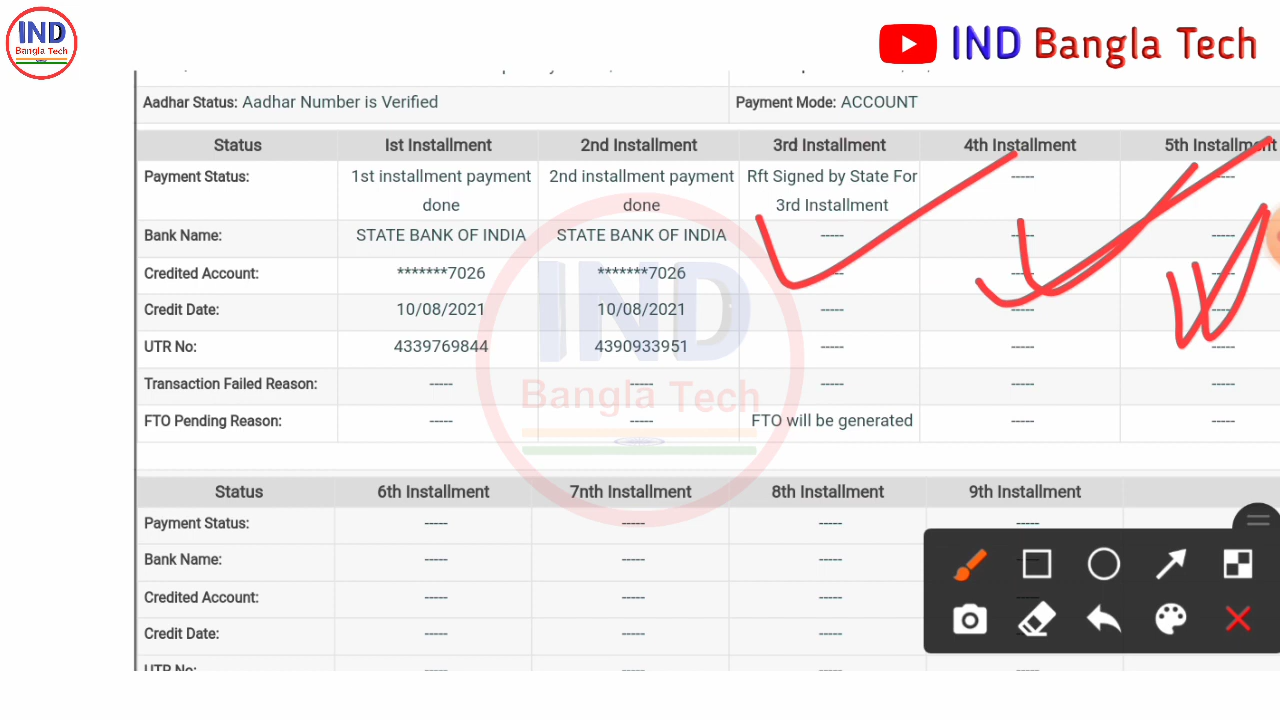 IND
Bangla Tech
IND Bangla Tech
Aadhar Status: Aadhar Number is Verified Payment Mode: ACCOUNT
Status Ist Installment 2nd Installment 3rd Installment 4th Installment 5th Installment
Payment Status: 1st installment payment 2nd installment payment Rft Signed by State For ----- -----
done done 3rd Installment
Bank Name: STATE BANK OF INDIA STATE BANK OF INDIA ----- ----- -----
Credited Account: *******7026 *******7026 ----- ----- -----
Credit Date: 10/08/2021 10/08/2021 ----- ----- -----
UTR No: 4339769844 4390933951 ----- ----- -----
Transaction Failed Reason: ----- ----- ----- ----- -----
FTO Pending Reason: ----- ----- FTO will be generated ----- -----
IND
Bangla Tech
Status 6th Installment 7nth Installment 8th Installment 9th Installment
Payment Status: ----- ----- ----- -----
Bank Name: ----- ----- -----
Credited Account: ----- ----- -----
Credit Date: ----- ----- -----
UTR No: ----- ----- -----